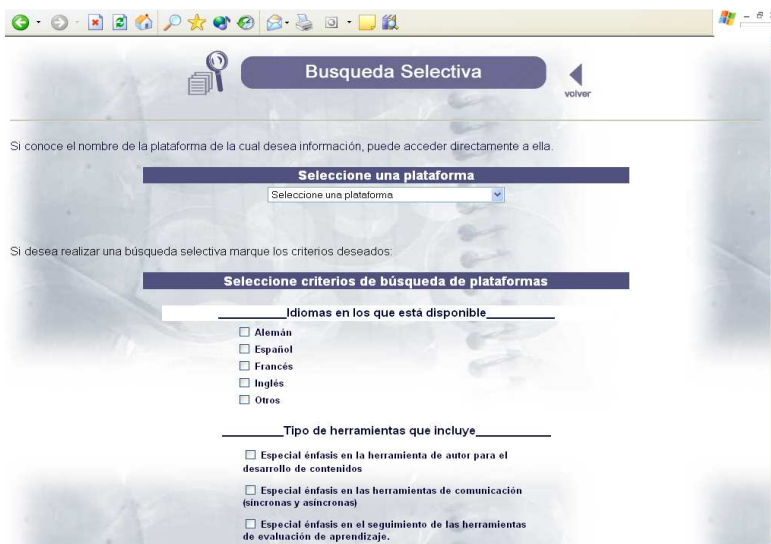 Busqueda Selectiva
volver
Si conoce el nombre de la plataforma de la cual desea información, puede acceder directamente a ella.
Seleccione una plataforma
Seleccione una plataforma
Si desea realizar una búsqueda selectiva marque los criterios deseados:
Seleccione criterios de búsqueda de plataformas
Idiomas en los que está disponible
Alemán
Español
Francés
Inglés
Otros
Tipo de herramientas que incluye
Especial énfasis en la herramienta de autor para el
desarrollo de contenidos
Especial énfasis en las herramientas de comunicación
(síncronas y asíncronas)
Especial énfasis en el seguimiento de las herramientas
de evaluación de aprendizaje.